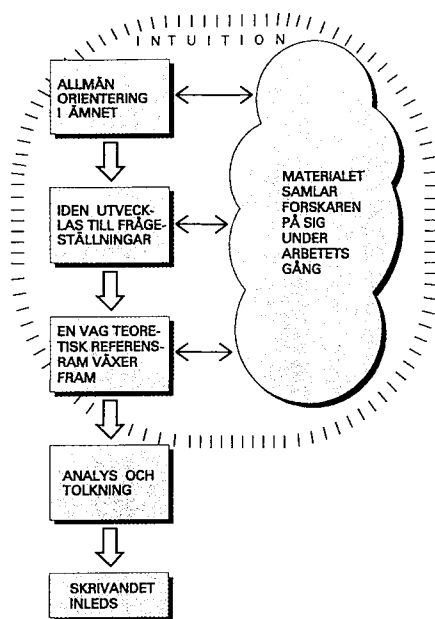 INTUITION
ALLMÄN
ORIENTERING
I ÄMNET
IDEN UTVECK-
LAS TILL FRÅGE-
STÄLLNINGAR
EN VAG TEORE-
TISK REFERENS-
RAM VÄXER
FRAM
ANALYS OCH
TOLKNING
SKRIVANDET
INLEDS
MATERIALET
SAMLAR
FORSKAREN
PÅ SIG
UNDER
ARBETETS
GÅNG